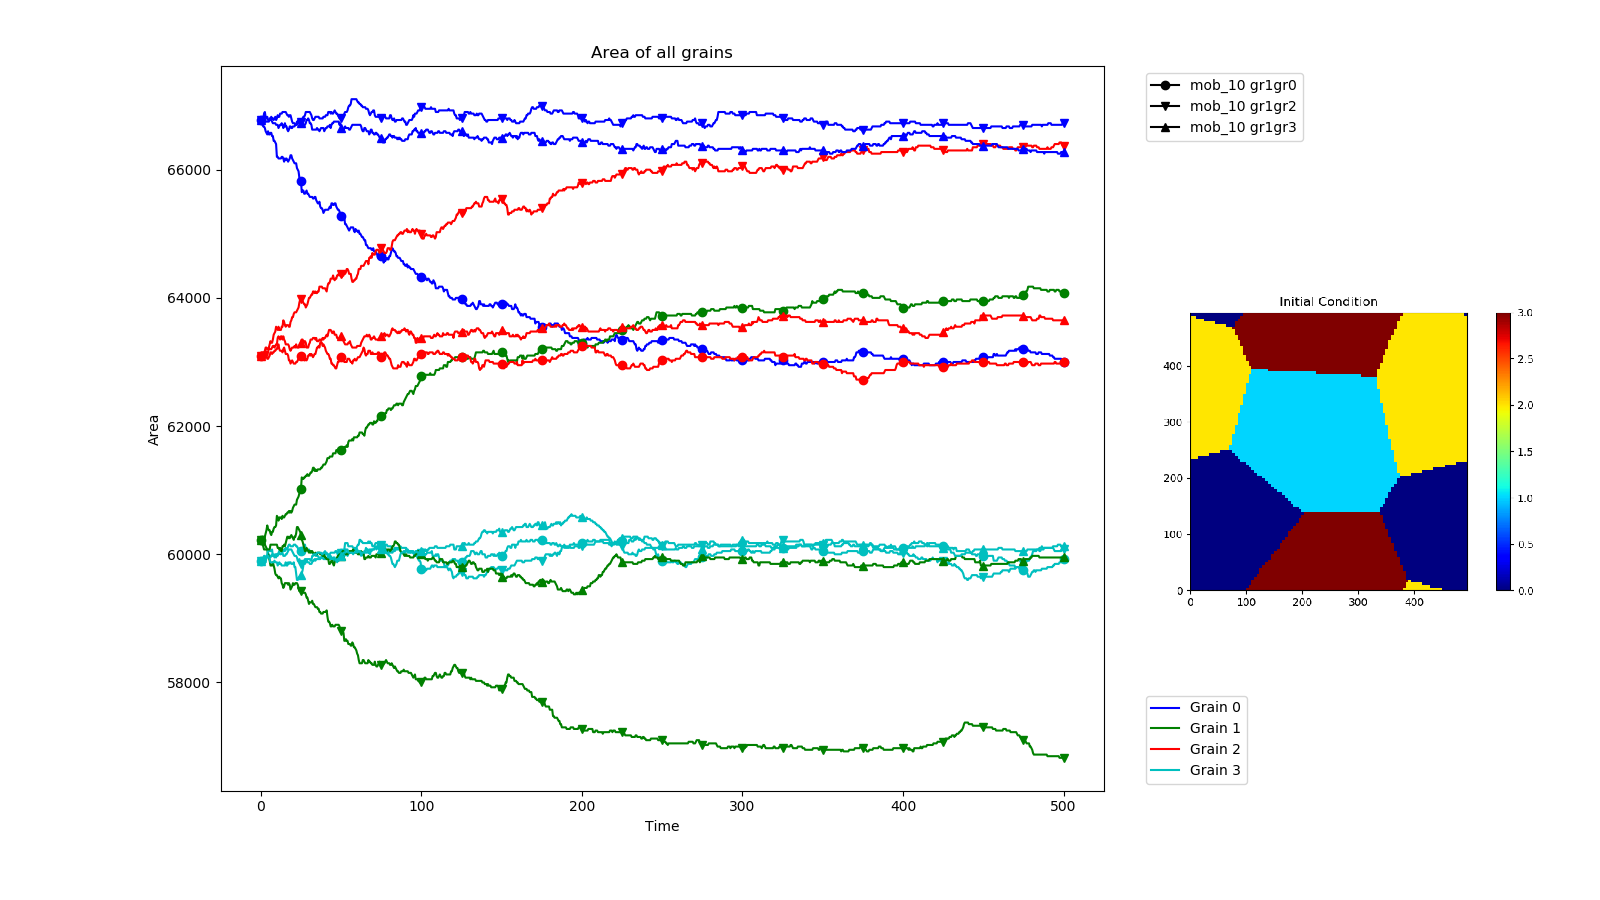 Area of all grains
Area
66000
64000
62000
60000
58000
0 100 200 300 400 500
Time
mob_10 gr1gr0
mob_10 gr1gr2
mob_10 gr1gr3
Initial Condition
400
300
200
100
0
0 100 200 300 400
3.0
2.5
2.0
1.5
1.0
0.5
0.0
Grain 0
Grain 1
Grain 2
Grain 3